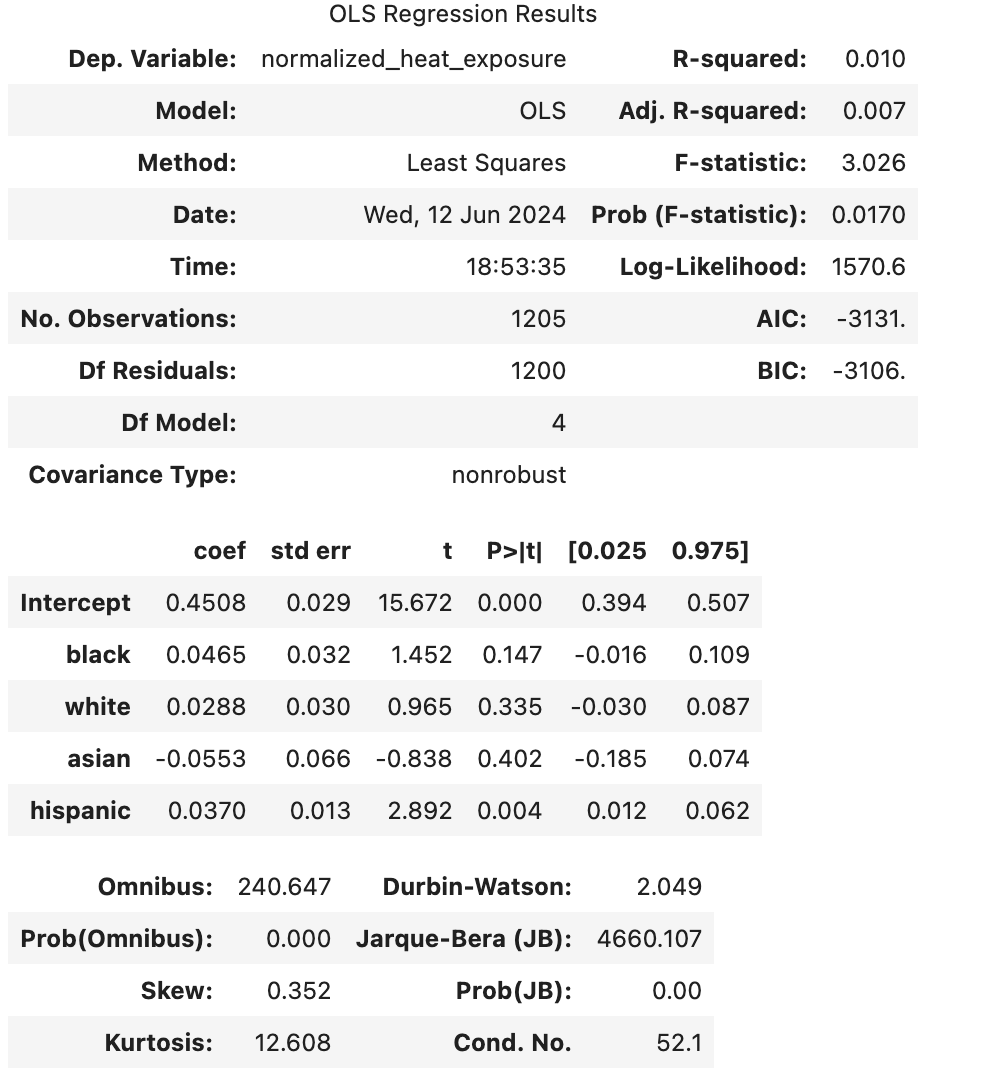 OLS Regression Results
Dep. Variable: normalized_heat_exposure R-squared: 0.010
Model: OLS Adj. R-squared: 0.007
Method: Least Squares F-statistic: 3.026
Date: Wed, 12 Jun 2024 Prob (F-statistic): 0.0170
Time: 18:53:35 Log-Likelihood: 1570.6
No. Observations: 1205 AIC: -3131.
Df Residuals: 1200 BIC: -3106.
Df Model: 4
Covariance Type: nonrobust
coef std err t P>|t| [0.025 0.975]
Intercept 0.4508 0.029 15.672 0.000 0.394 0.507
black 0.0465 0.032 1.452 0.147 -0.016 0.109
white 0.0288 0.030 0.965 0.335 -0.030 0.087
asian -0.0553 0.066 -0.838 0.402 -0.185 0.074
hispanic 0.0370 0.013 2.892 0.004 0.012 0.062
Omnibus: 240.647 Durbin-Watson: 2.049
Prob(Omnibus): 0.000 Jarque-Bera (JB): 4660.107
Skew: 0.352 Prob(JB): 0.00
Kurtosis: 12.608 Cond. No. 52.1